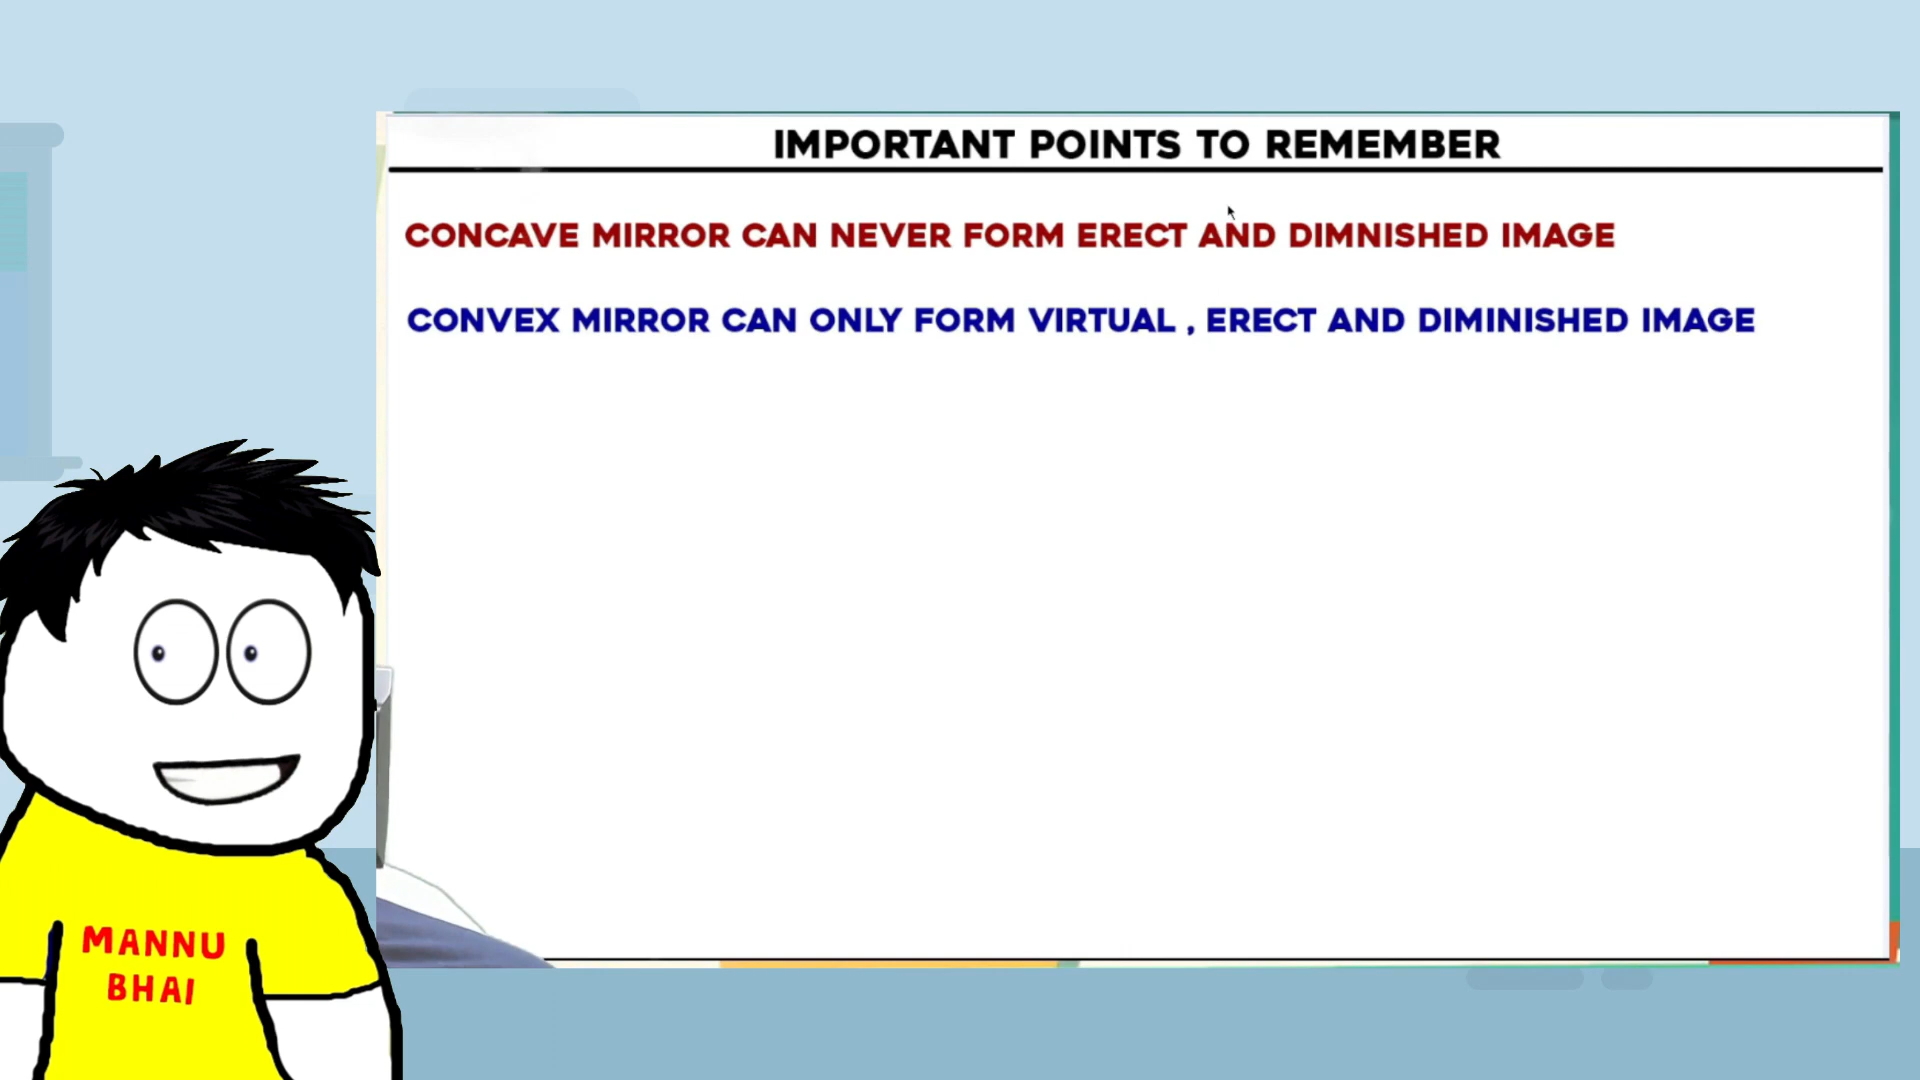 IMPORTANT POINTS TO REMEMBER
CONCAVE MIRROR CAN NEVER FORM ERECT AND DIMNISHED IMAGE
CONVEX MIRROR CAN ONLY FORM VIRTUAL , ERECT AND DIMINISHED IMAGE
MANNU
BHAI